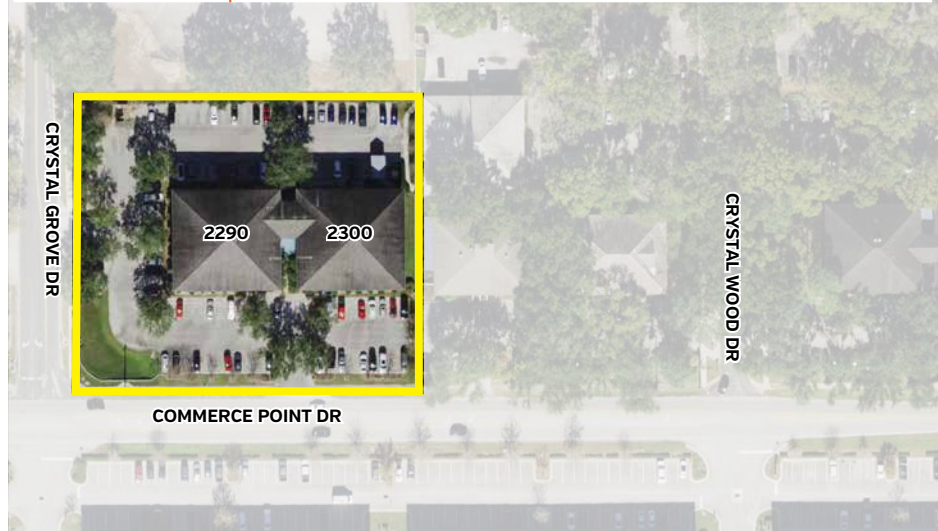 CRYSTAL GROVE DR
2290
2300
CRYSTAL WOOD DR
COMMERCE POINT DR